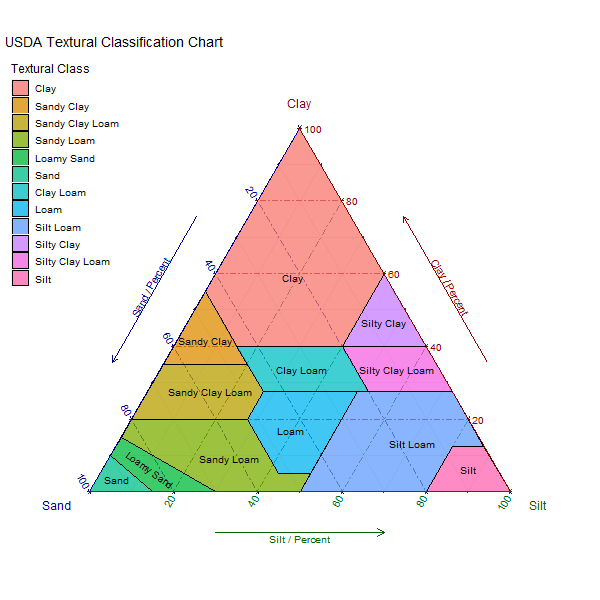 USDA Textural Classification Chart
Textural Class
Clay
Sandy Clay
Sandy Clay Loam
Sandy Loam
Loamy Sand
Sand
Clay Loam
Loam
Silt Loam
Silty Clay
Silty Clay Loam
Silt
Clay
100
20
80
40
60
60
40
80
20
100
Sand / Percent
Clay / Percent
Clay
Silty Clay
Sandy Clay
Clay Loam
Silty Clay Loam
Sandy Clay Loam
Loam
Silt Loam
Sandy Loam
Loamy Sand
Sand
Silt
Sand
20
40
60
80
100
Silt
Silt / Percent